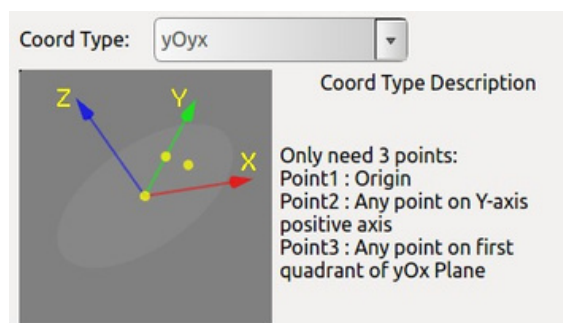 Coord Type: yOyx
Coord Type Description
Z
Y
X
Only need 3 points:
Point1 : Origin
Point2 : Any point on Y-axis
positive axis
Point3 : Any point on first
quadrant of yOx Plane